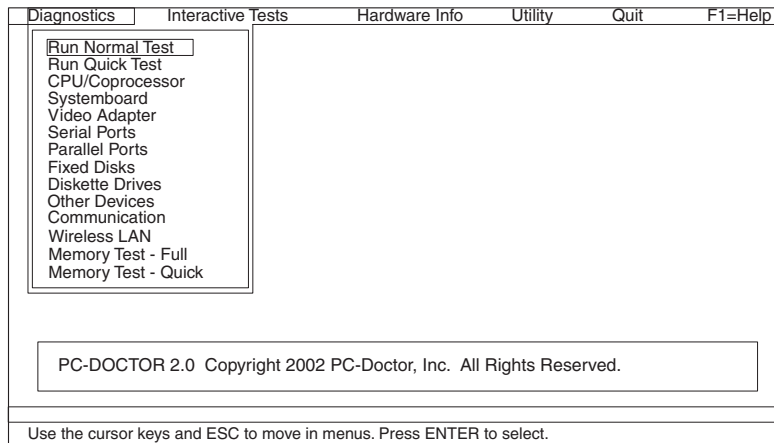 Diagnostics Interactive Tests Hardware Info Utility Quit F1=Help
Run Normal Test
Run Quick Test
CPU/Coprocessor
Systemboard
Video Adapter
Serial Ports
Parallel Ports
Fixed Disks
Diskette Drives
Other Devices
Communication
Wireless LAN
Memory Test - Full
Memory Test - Quick
PC-DOCTOR 2.0 Copyright 2002 PC-Doctor, Inc. All Rights Reserved.
Use the cursor keys and ESC to move in menus. Press ENTER to select.